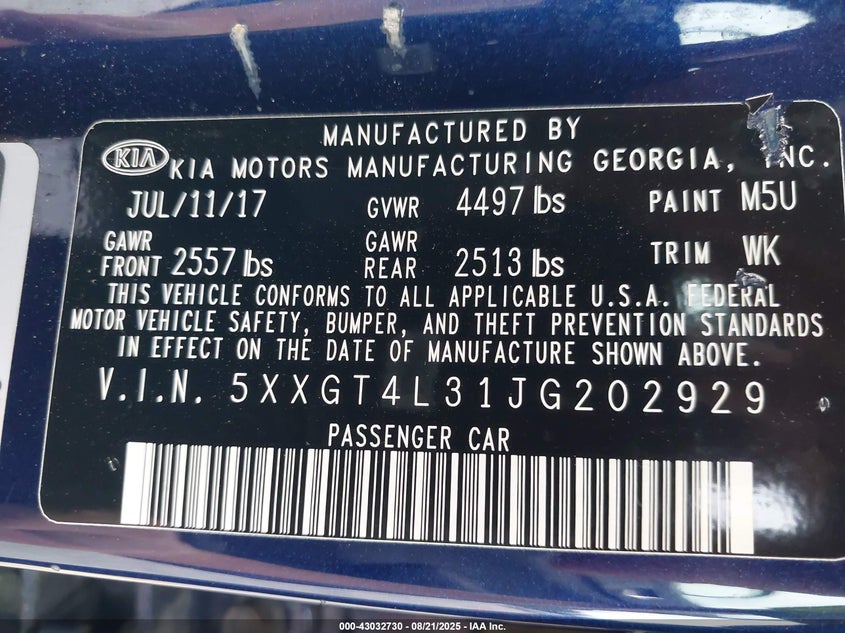 MANUFACTURED BY
KIA KIA MOTORS MANUFACTURING GEORGIA, INC.
JUL/11/17 GVWR 4497 lbs PAINT M5U
GAWR FRONT 2557 lbs GAWR REAR 2513 lbs TRIM WK
THIS VEHICLE CONFORMS TO ALL APPLICABLE U.S.A. FEDERAL
MOTOR VEHICLE SAFETY, BUMPER, AND THEFT PREVENTION STANDARDS
IN EFFECT ON THE DATE OF MANUFACTURE SHOWN ABOVE.
V.I.N. 5XXGT4L31JG202929
PASSENGER CAR
000-43032730 - 08/21/2025 - IAA Inc.